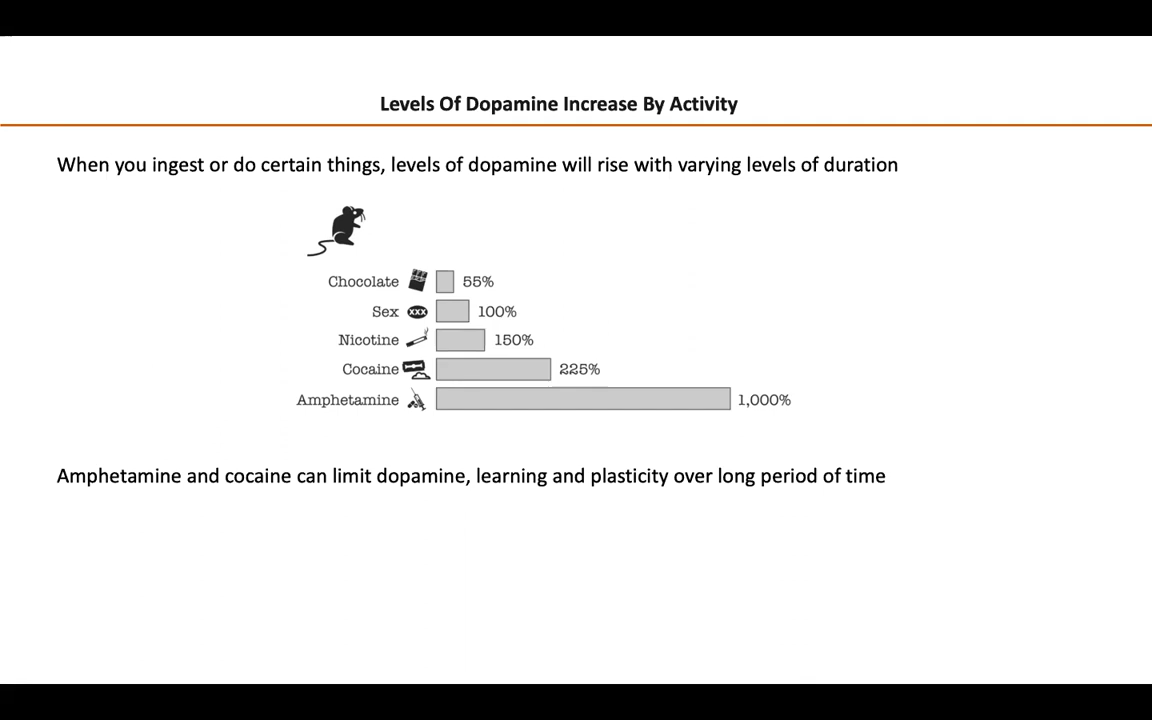 Levels Of Dopamine Increase By Activity
When you ingest or do certain things, levels of dopamine will rise with varying levels of duration
Chocolate 55%
Sex XXX 100%
Nicotine 150%
Cocaine 225%
Amphetamine 1,000%
Amphetamine and cocaine can limit dopamine, learning and plasticity over long period of time